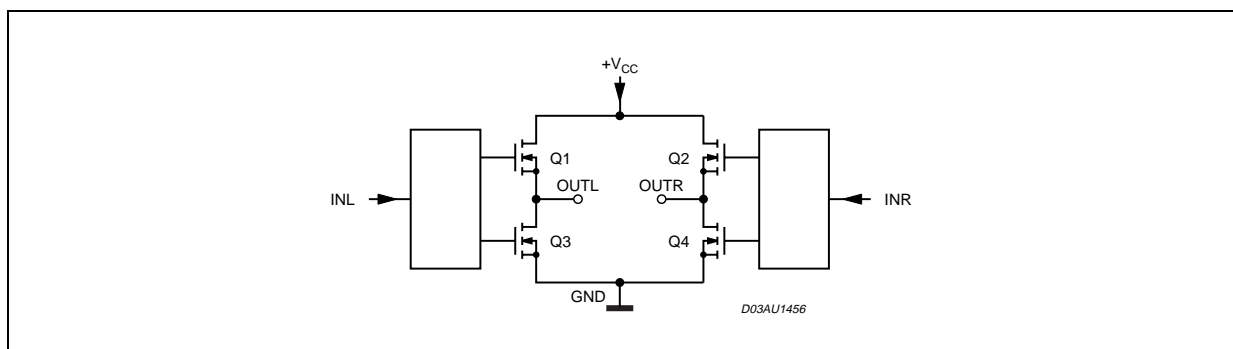 +VCC
Q1
Q2
INL
OUTL
OUTR
INR
Q3
Q4
GND
D03AU1456